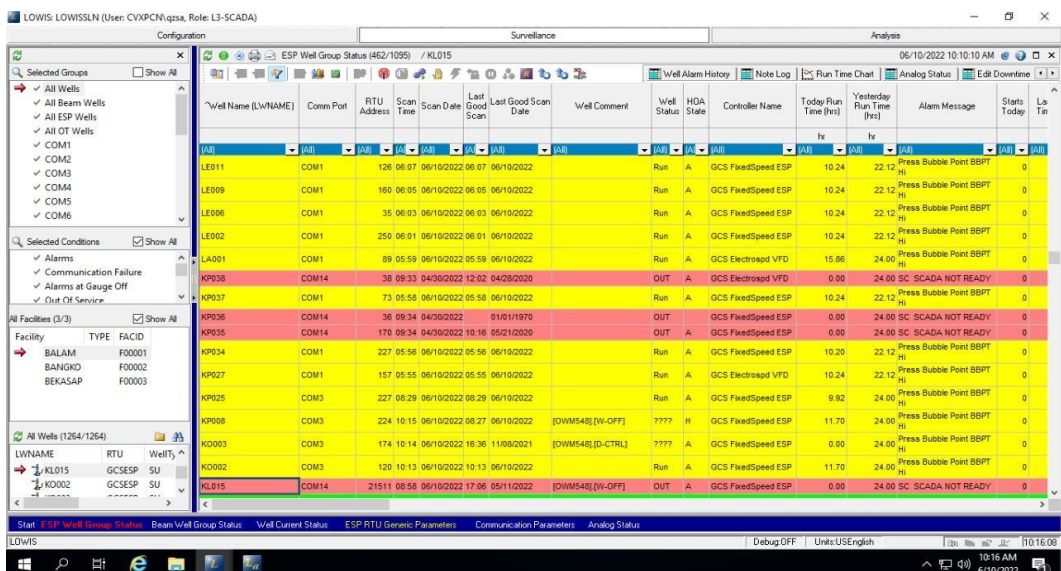 LOWIS: LOWISSLN (User: CVXPCN\qzsa, Role: L3-SCADA)
Configuration Surveillance Analysis
ESP Well Group Status (462/1095) / KL015 06/10/2022 10:10:10 AM
Selected Groups Show All
Well Alarm History Note Log Run Time Chart Analog Status Edit Downtime
All Wells
All Beam Wells
All ESP Wells
All OT Wells
COM1
COM2
COM3
COM4
COM5
COM6
Selected Conditions Show All
Alarms
Communication Failure
Alarms at Gauge Off
Out Of Service
All Facilities (3/3) Show All
Facility TYPE FACID
BALAM F00001
BANGKO F00002
BEKASAP F00003
All Wells (1264/1264)
LWNAME RTU WellTy
KL015 GCSESP SU
KO002 GCSESP SU
^Well Name (LWNAME) Comm Port RTU Address Scan Time Scan Date Last Good Scan Last Good Scan Date Well Comment Well Status HOA State Controller Name Today Run Time (hrs) Yesterday Run Time (hrs) Alarm Message Starts Today
hr hr
(All) (All) (All) (All) (All) (All) (All) (All) (All) (All) (All) (All) (All) (All)
LE011 COM1 126 06:07 06/10/2022 06:07 06/10/2022 Run A GCS FixedSpeed ESP 10.24 22.12 Press Bubble Point BBPT Hi 0
LE009 COM1 160 06:05 06/10/2022 06:05 06/10/2022 Run A GCS FixedSpeed ESP 10.24 22.12 Press Bubble Point BBPT Hi 0
LE006 COM1 35 06:03 06/10/2022 06:03 06/10/2022 Run A GCS FixedSpeed ESP 10.24 22.12 Press Bubble Point BBPT Hi 0
LE002 COM1 250 06:01 06/10/2022 06:01 06/10/2022 Run A GCS FixedSpeed ESP 10.24 22.12 Press Bubble Point BBPT Hi 0
LA001 COM1 89 05:59 06/10/2022 05:59 06/10/2022 Run A GCS Electrospd VFD 15.86 24.00 Press Bubble Point BBPT Hi 0
KP038 COM14 38 09:33 04/30/2022 12:02 04/28/2020 OUT A GCS Electrospd VFD 0.00 24.00 SC SCADA NOT READY 0
KP037 COM1 73 05:58 06/10/2022 05:58 06/10/2022 Run A GCS FixedSpeed ESP 10.24 22.12 Press Bubble Point BBPT Hi 0
KP036 COM14 36 09:34 04/30/2022 01/01/1970 OUT GCS FixedSpeed ESP 0.00 24.00 SC SCADA NOT READY 0
KP035 COM14 170 09:34 04/30/2022 10:16 05/21/2020 OUT A GCS FixedSpeed ESP 0.00 24.00 SC SCADA NOT READY 0
KP034 COM1 227 05:56 06/10/2022 05:56 06/10/2022 Run A GCS FixedSpeed ESP 10.20 22.12 Press Bubble Point BBPT Hi 0
KP027 COM1 157 05:55 06/10/2022 05:55 06/10/2022 Run A GCS Electrospd VFD 10.24 22.12 Press Bubble Point BBPT Hi 0
KP025 COM3 227 08:29 06/10/2022 08:29 06/10/2022 Run A GCS FixedSpeed ESP 9.92 24.00 Press Bubble Point BBPT Hi 0
KP008 COM3 224 10:15 06/10/2022 08:27 06/10/2022 [OWM548],[W-OFF] ???? H GCS FixedSpeed ESP 11.70 24.00 Press Bubble Point BBPT Hi 0
KO003 COM3 174 10:14 06/10/2022 16:36 11/08/2021 [OWM548],[D-CTRL] ???? A GCS FixedSpeed ESP 0.00 24.00 Press Bubble Point BBPT Hi 0
KO002 COM3 120 10:13 06/10/2022 10:13 06/10/2022 Run A GCS FixedSpeed ESP 11.70 24.00 Press Bubble Point BBPT Hi 0
KL015 COM14 21511 08:58 06/10/2022 17:06 05/11/2022 [OWM548],[W-OFF] OUT A GCS FixedSpeed ESP 0.00 24.00 SC SCADA NOT READY 0
Start ESP Well Group Status Beam Well Group Status Well Current Status ESP RTU Generic Parameters Communication Parameters Analog Status
LOWIS Debug:OFF Units:USEnglish 10:16:08
10:16 AM
6/10/2022